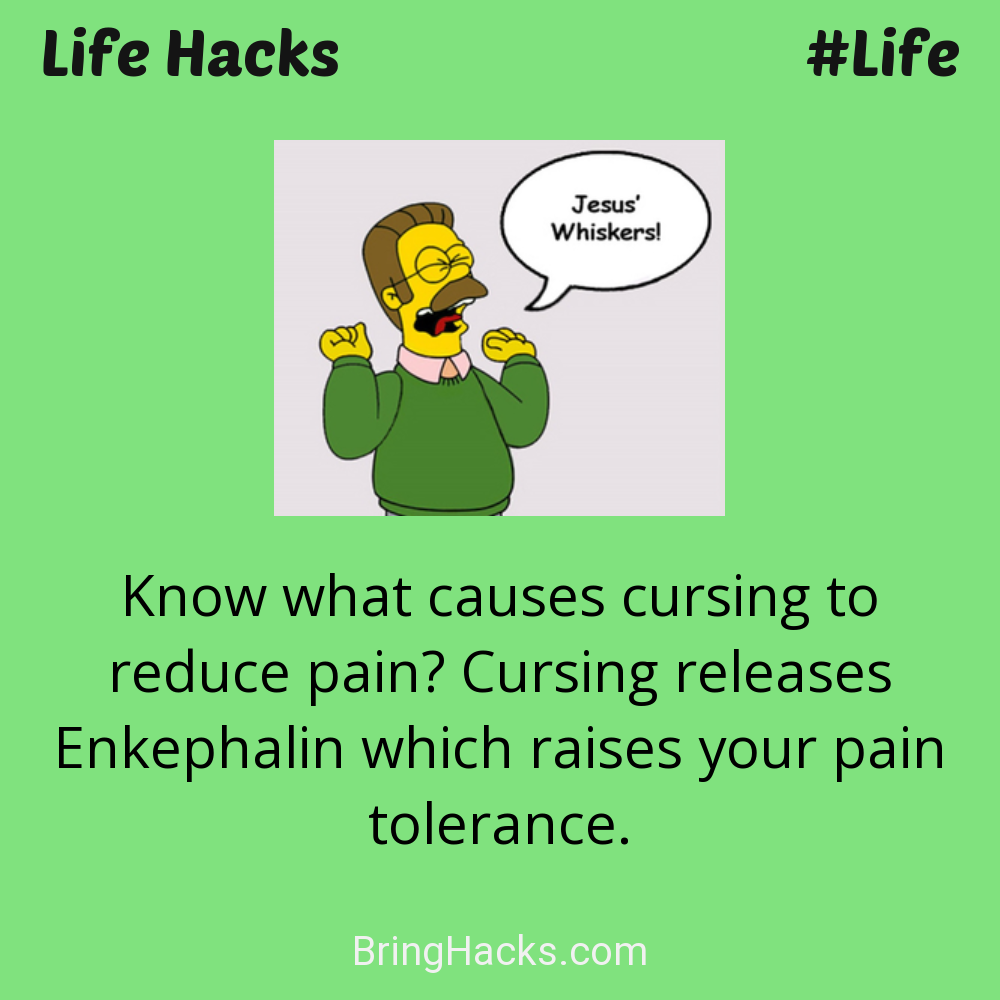 Life Hacks
#Life
Jesus'
Whiskers!
Know what causes cursing to
reduce pain? Cursing releases
Enkephalin which raises your pain
tolerance.
BringHacks.com